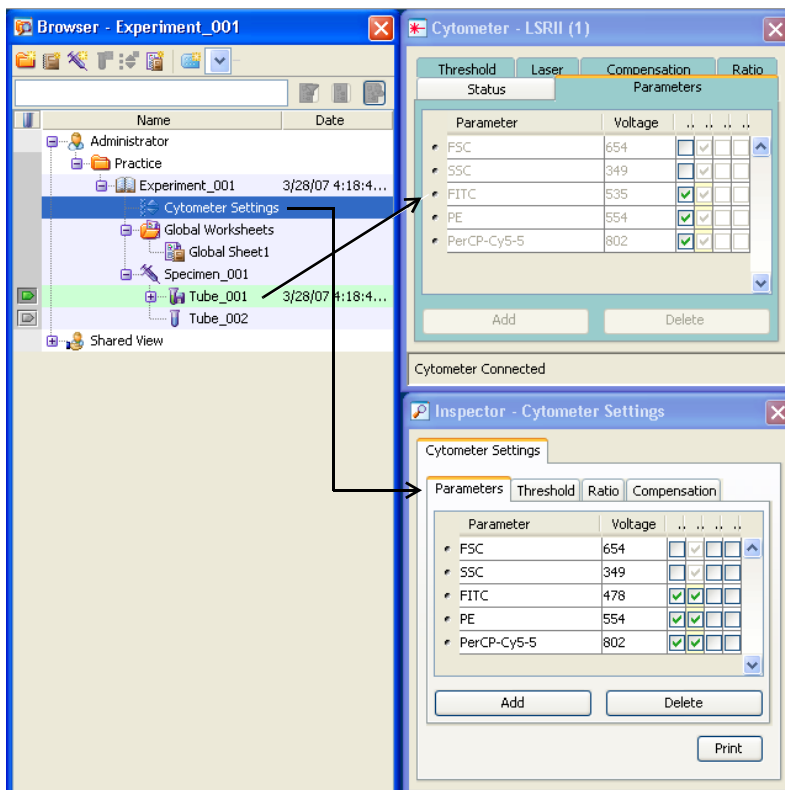 Browser - Experiment_001
Name Date
Administrator
Practice
Experiment_001 3/28/07 4:18:4...
Cytometer Settings
Global Worksheets
Global Sheet1
Specimen_001
Tube_001 3/28/07 4:18:4...
Tube_002
Shared View
Cytometer - LSRII (1)
Threshold Laser Compensation Ratio
Status Parameters
Parameter Voltage .. .. .. ..
FSC 654
SSC 349
FITC 535
PE 554
PerCP-Cy5-5 802
Add Delete
Cytometer Connected
Inspector - Cytometer Settings
Cytometer Settings
Parameters Threshold Ratio Compensation
Parameter Voltage .. .. .. ..
FSC 654
SSC 349
FITC 478
PE 554
PerCP-Cy5-5 802
Add Delete
Print